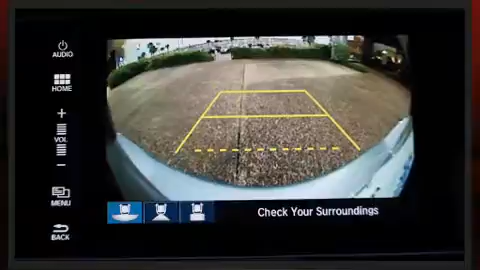 AUDIO
HOME
+
VOL
−
MENU
BACK
Check Your Surroundings